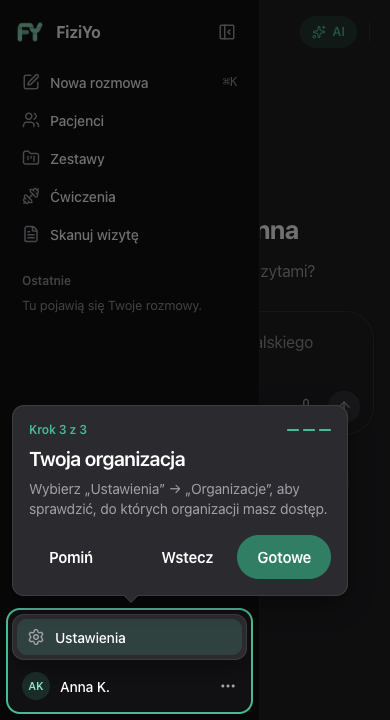 FY FiziYo
AI
Nowa rozmowa ⌘K
Pacjenci
Zestawy
Ćwiczenia
Skanuj wizytę
nna
Ostatnie
zytami?
Tu pojawią się Twoje rozmowy.
alskiego
Krok 3 z 3
Twoja organizacja
Wybierz „Ustawienia” → „Organizacje”, aby
sprawdzić, do których organizacji masz dostęp.
Pomiń Wstecz Gotowe
Ustawienia
AK Anna K.